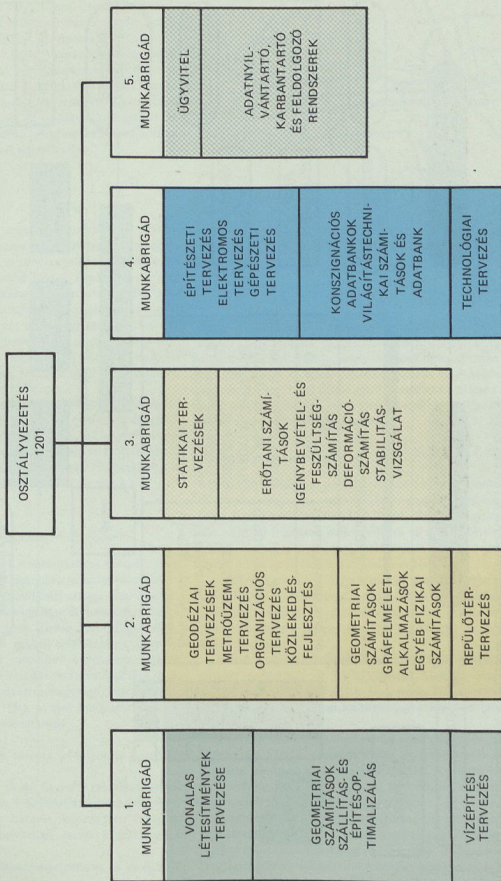 OSZTÁLYVEZETÉS
1201
1.
MUNKABRIGÁD
VONALAS
LÉTESÍTMÉNYEK
TERVEZÉSE
GEOMETRIAI
SZÁMÍTÁSOK
SZÁLLÍTÁS- ÉS
ÉPÍTÉS-OP-
TIMALIZÁLÁS
VÍZÉPÍTÉSI
TERVEZÉS
2.
MUNKABRIGÁD
GEODÉZIAI
TERVEZÉSEK
METRÓÜZEMI
TERVEZÉS
ORGANIZÁCIÓS
TERVEZÉS
KÖZLEKEDÉS-
FEJLESZTÉS
GEOMETRIAI
SZÁMÍTÁSOK
GRÁFELMÉLETI
ALKALMAZÁSOK
EGYÉB FIZIKAI
SZÁMÍTÁSOK
REPÜLŐTÉR-
TERVEZÉS
3.
MUNKABRIGÁD
STATIKAI TER-
VEZÉSEK
ERŐTANI SZÁMÍ-
TÁSOK
IGÉNYBEVÉTEL- ÉS
FESZÜLTSÉG-
SZÁMÍTÁS
DEFORMÁCIÓ-
SZÁMÍTÁS
STABILITÁS-
VIZSGÁLAT
4.
MUNKABRIGÁD
ÉPÍTÉSZETI
TERVEZÉS
ELEKTROMOS
TERVEZÉS
GÉPÉSZETI
TERVEZÉS
KONSZIGNÁCIÓS
ADATBANKOK
VILÁGÍTÁSTECHNI-
KAI SZÁMI-
TÁSOK ÉS
ADATBANK
TECHNOLÓGIAI
TERVEZÉS
5.
MUNKABRIGÁD
ÜGYVITEL
ADATNYIL-
VÁNTARTÓ,
KARBANTARTÓ
ÉS FELDOLGOZÓ
RENDSZEREK